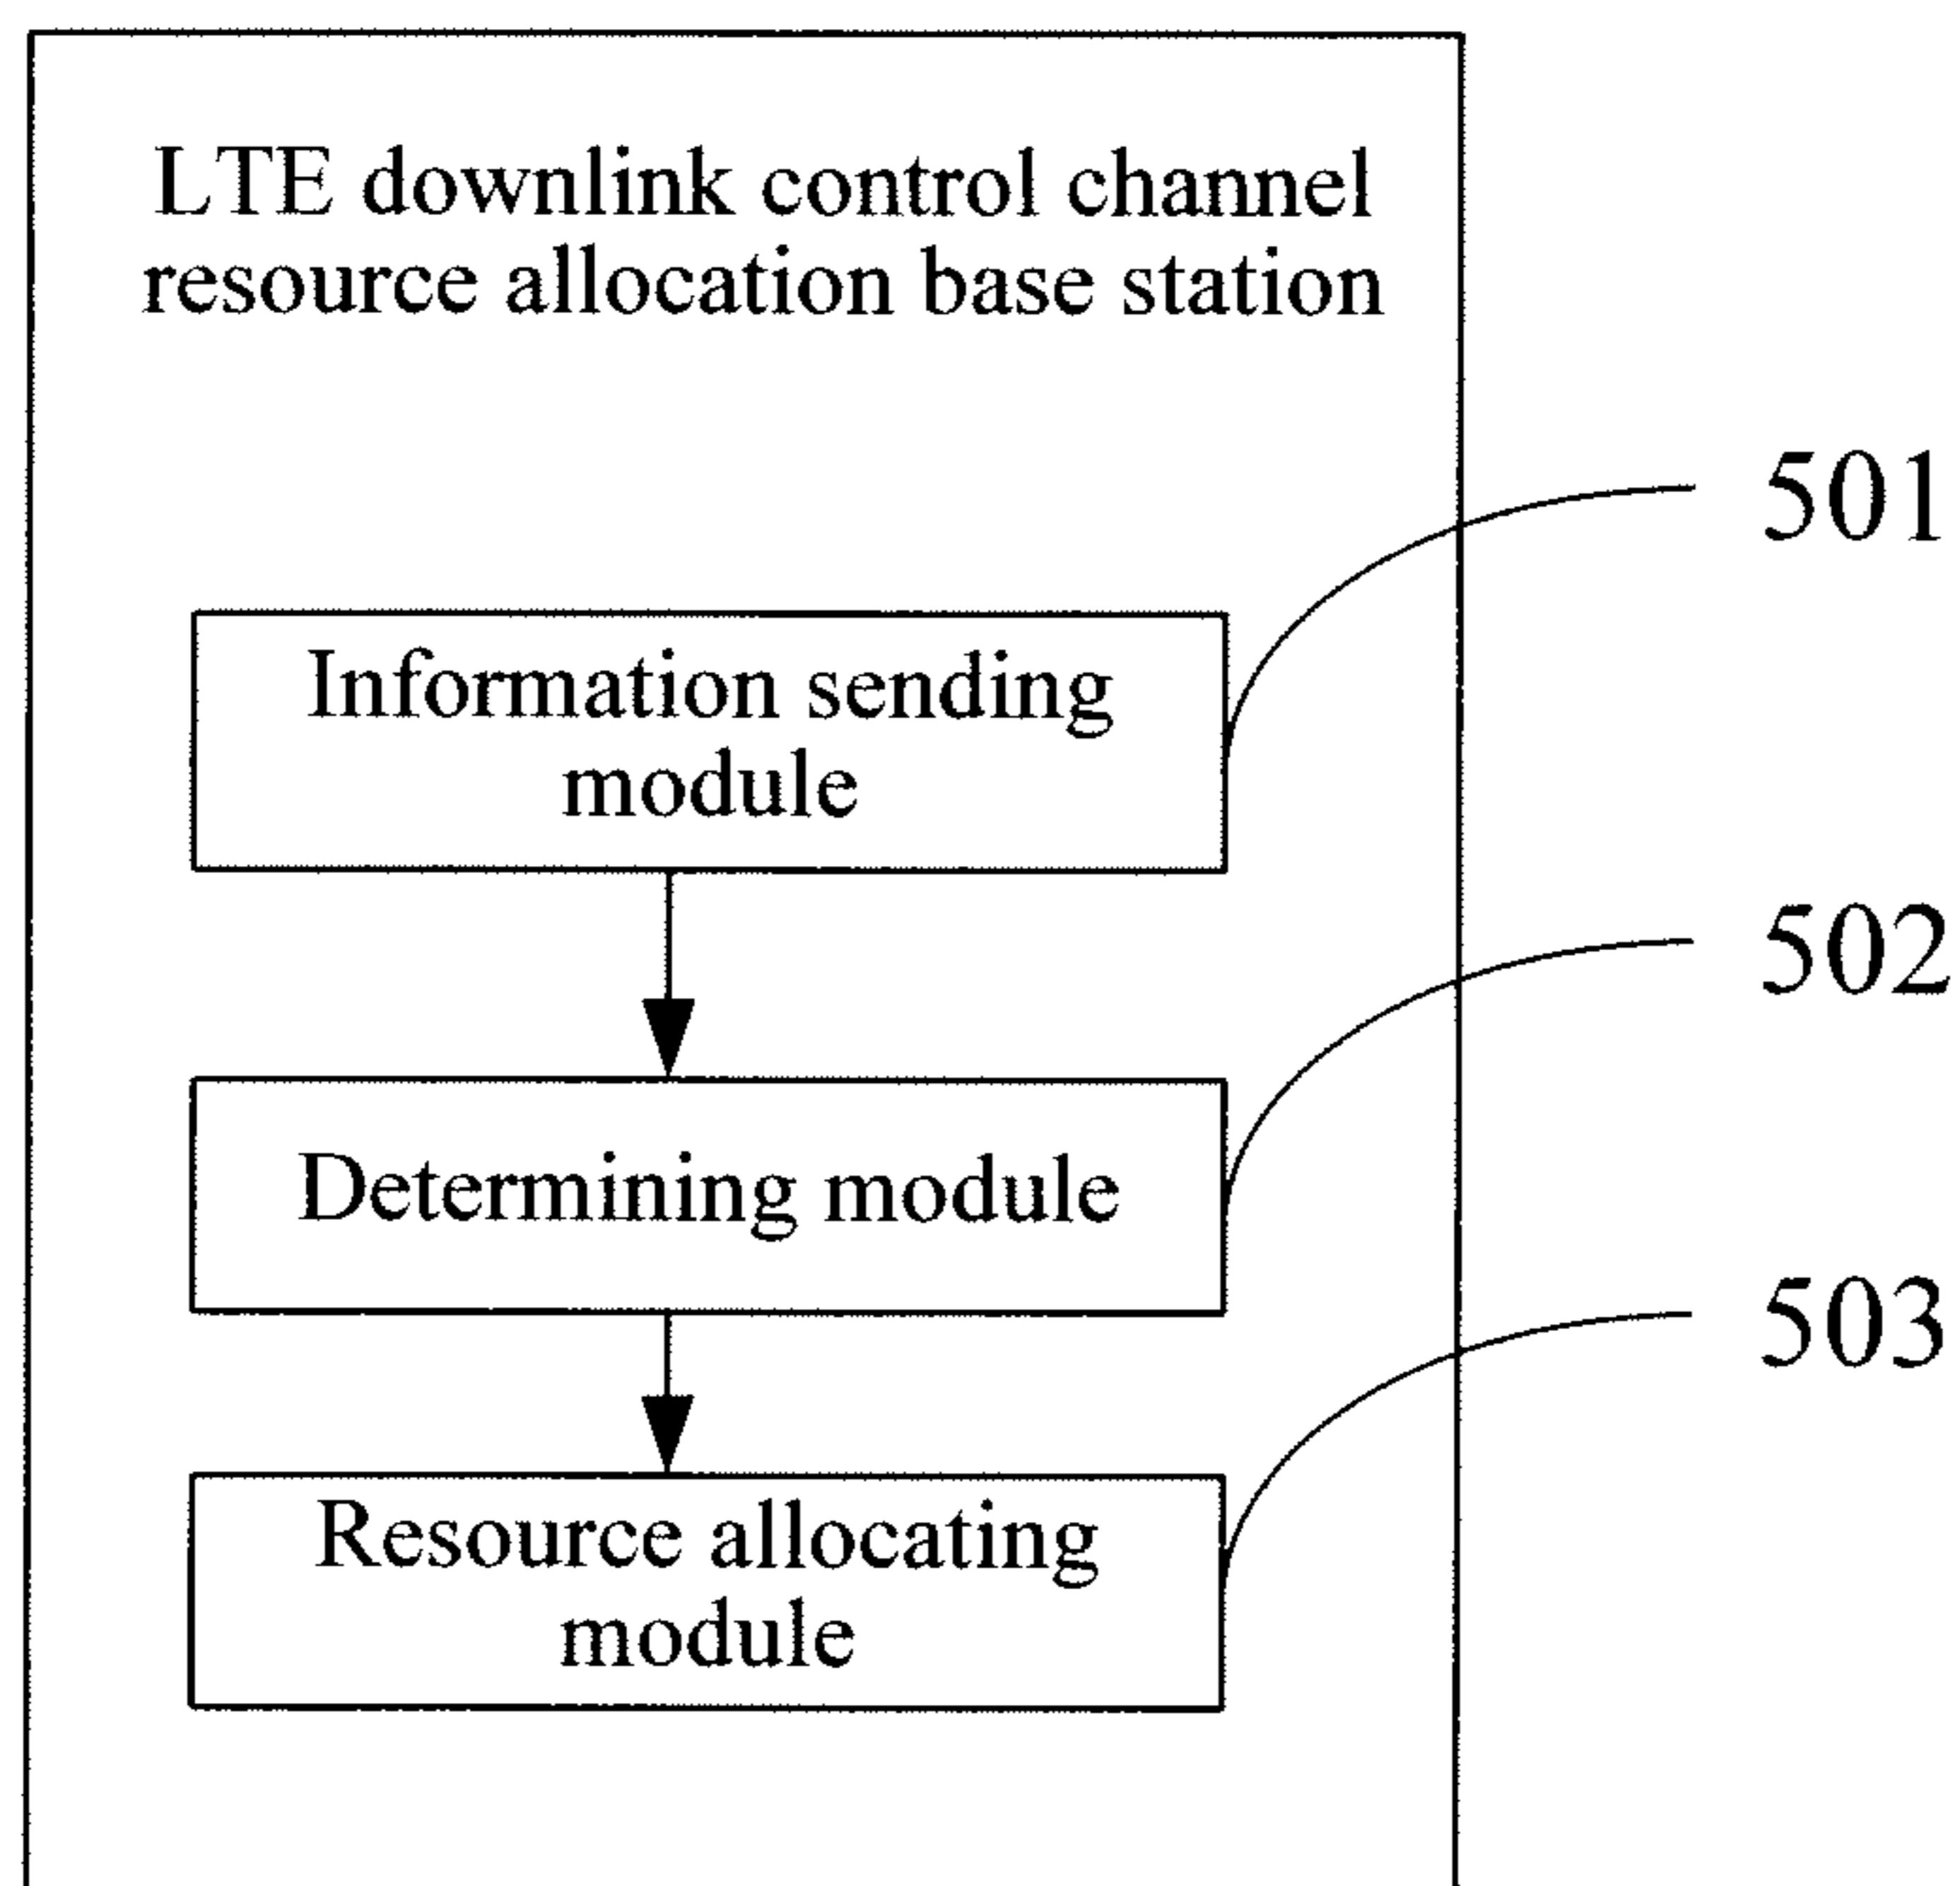 LTE downlink control channel
resource allocation base station
501
Information sending
module
502
Determining module
503
Resource allocating
module